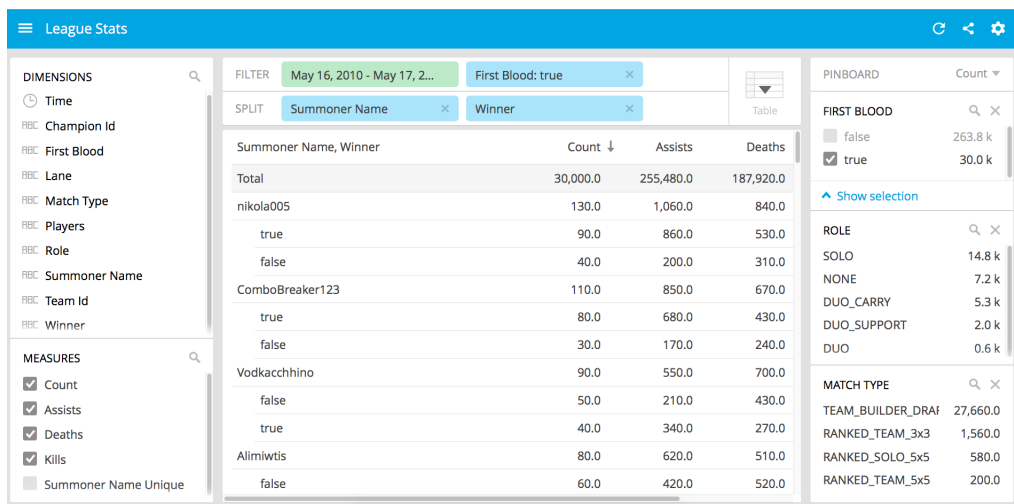 League Stats
DIMENSIONS
Time
ABC Champion Id
ABC First Blood
ABC Lane
ABC Match Type
ABC Players
ABC Role
ABC Summoner Name
ABC Team Id
ABC Winner
MEASURES
Count
Assists
Deaths
Kills
Summoner Name Unique
FILTER May 16, 2010 - May 17, 2... First Blood: true
SPLIT Summoner Name Winner
Table
Summoner Name, Winner Count Assists Deaths
Total 30,000.0 255,480.0 187,920.0
nikola005 130.0 1,060.0 840.0
true 90.0 860.0 530.0
false 40.0 200.0 310.0
ComboBreaker123 110.0 850.0 670.0
true 80.0 680.0 430.0
false 30.0 170.0 240.0
Vodkacchhino 90.0 550.0 700.0
false 50.0 210.0 430.0
true 40.0 340.0 270.0
Alimiwtis 80.0 620.0 510.0
false 60.0 420.0 520.0
PINBOARD Count
FIRST BLOOD
false 263.8 k
true 30.0 k
Show selection
ROLE
SOLO 14.8 k
NONE 7.2 k
DUO_CARRY 5.3 k
DUO_SUPPORT 2.0 k
DUO 0.6 k
MATCH TYPE
TEAM_BUILDER_DRAF 27,660.0
RANKED_TEAM_3x3 1,560.0
RANKED_SOLO_5x5 580.0
RANKED_TEAM_5x5 200.0